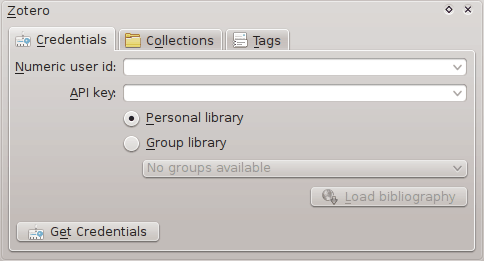 Zotero
Credentials Collections Tags
Numeric user id:
API key:
Personal library
Group library
No groups available
Load bibliography
Get Credentials